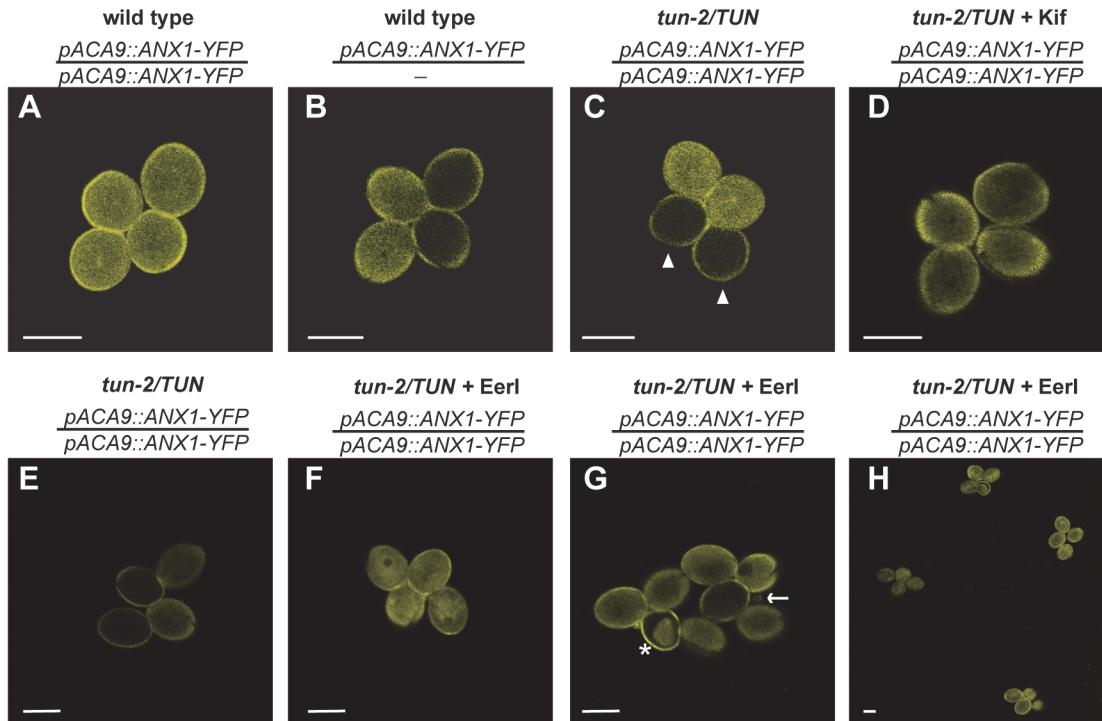 wild type
pACA9::ANX1-YFP
pACA9::ANX1-YFP
A
wild type
pACA9::ANX1-YFP
–
B
tun-2/TUN
pACA9::ANX1-YFP
pACA9::ANX1-YFP
C
tun-2/TUN + Kif
pACA9::ANX1-YFP
pACA9::ANX1-YFP
D
tun-2/TUN
pACA9::ANX1-YFP
pACA9::ANX1-YFP
E
tun-2/TUN + EerI
pACA9::ANX1-YFP
pACA9::ANX1-YFP
F
tun-2/TUN + EerI
pACA9::ANX1-YFP
pACA9::ANX1-YFP
G
*
tun-2/TUN + EerI
pACA9::ANX1-YFP
pACA9::ANX1-YFP
H